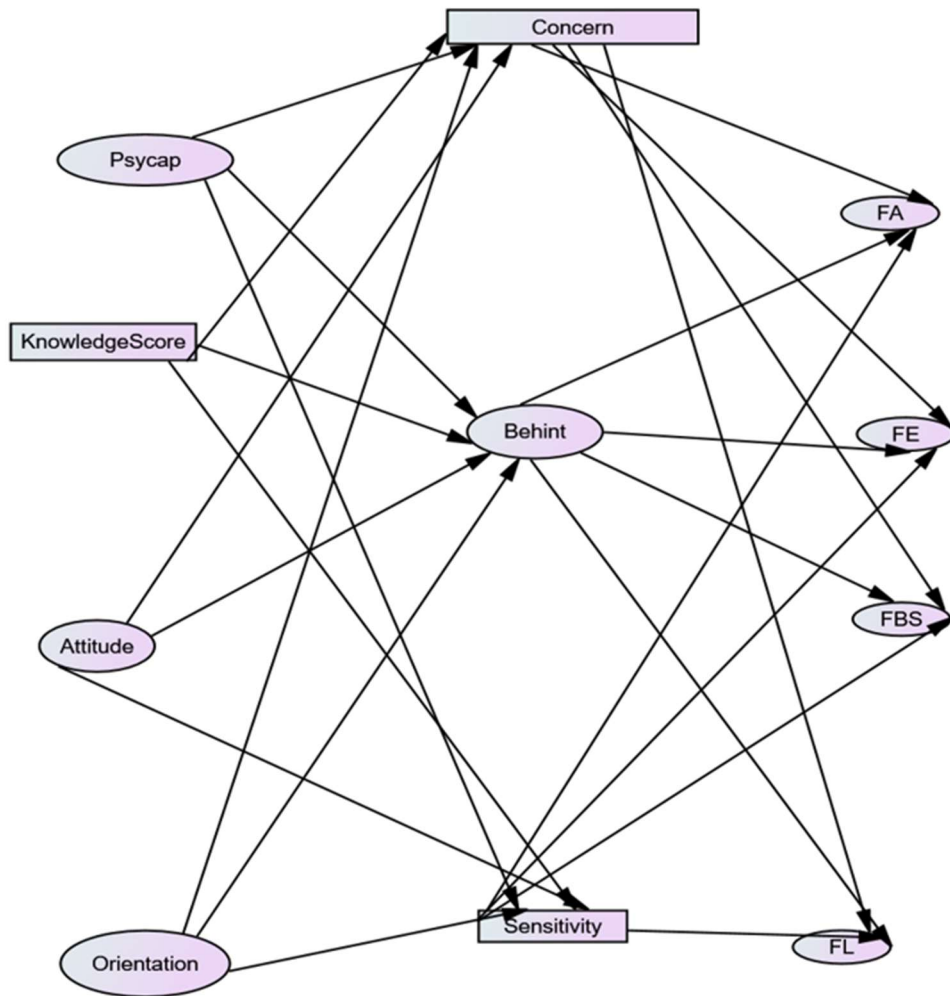 Concern
Psycap
FA
KnowledgeScore
Behint
FE
FBS
Attitude
Sensitivity
FL
Orientation